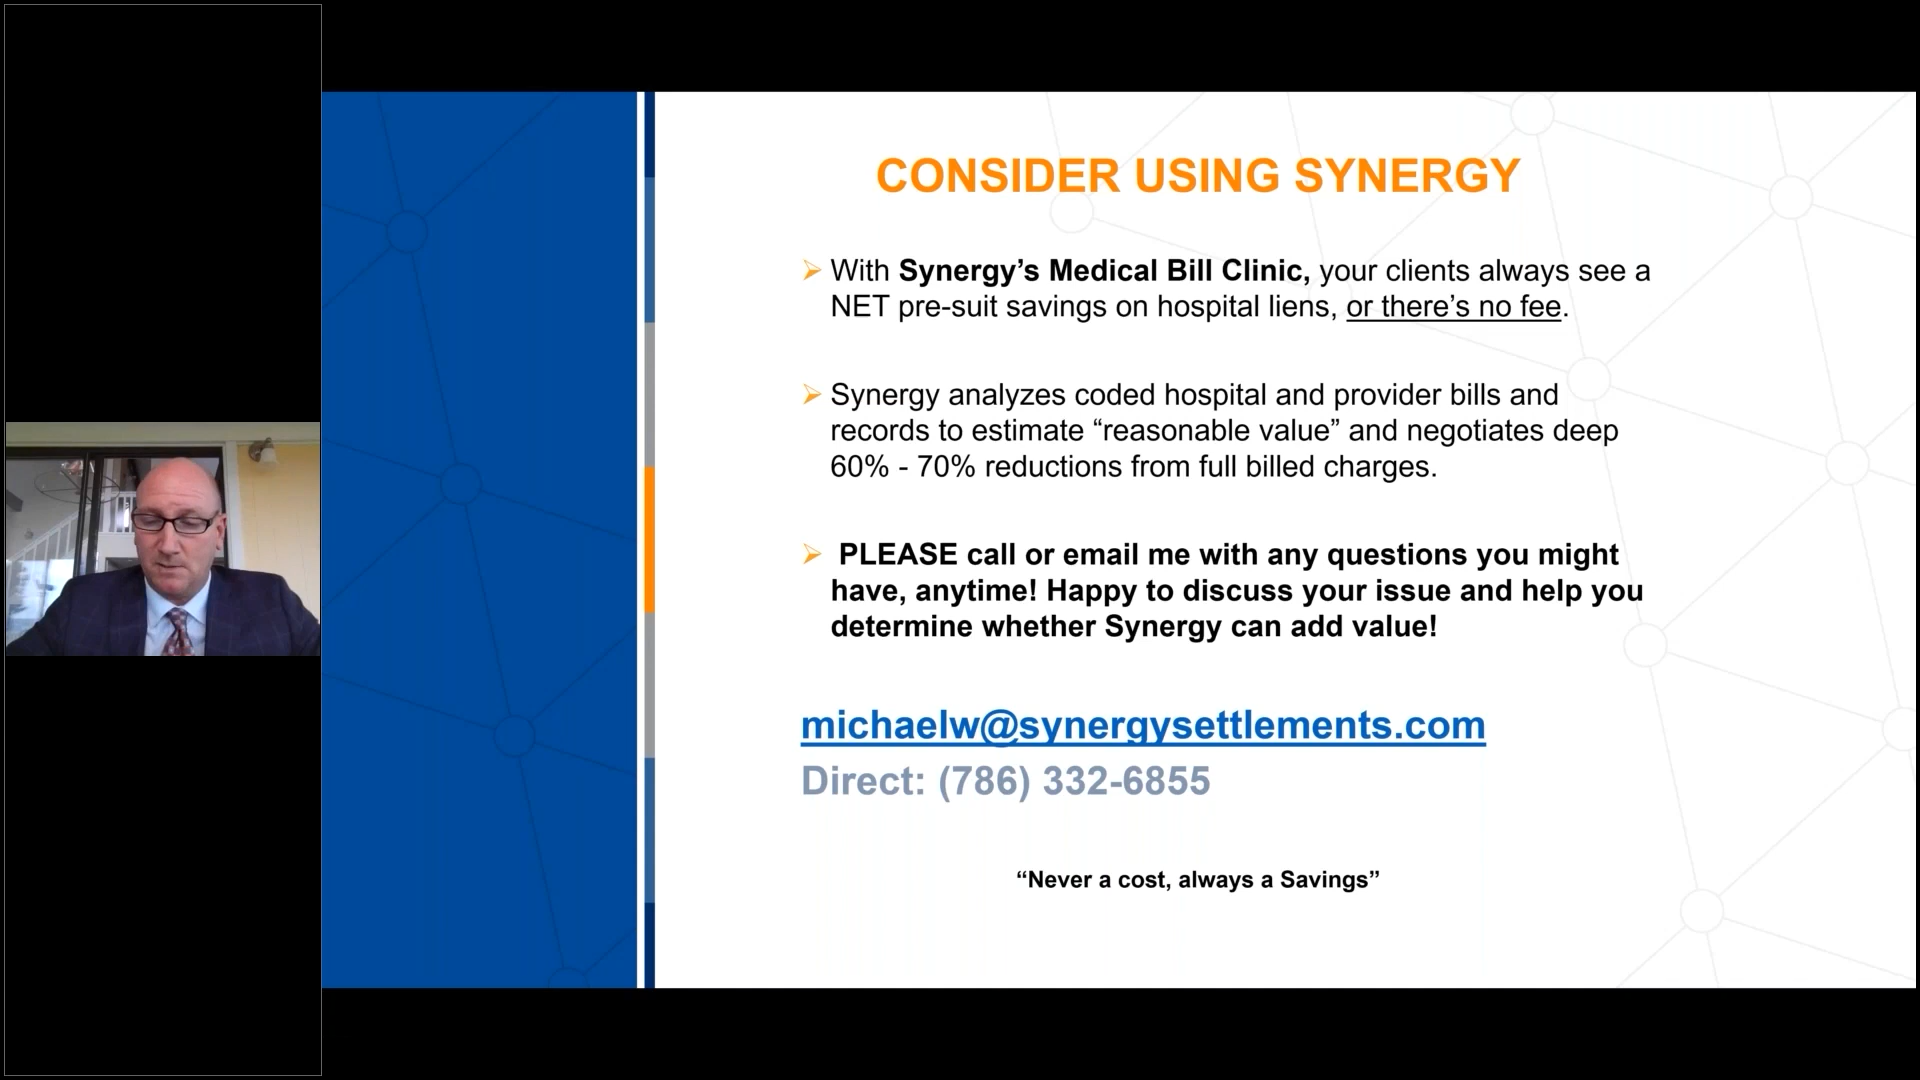 CONSIDER USING SYNERGY
With Synergy’s Medical Bill Clinic, your clients always see a
NET pre-suit savings on hospital liens, or there’s no fee.
Synergy analyzes coded hospital and provider bills and
records to estimate “reasonable value” and negotiates deep
60% - 70% reductions from full billed charges.
PLEASE call or email me with any questions you might
have, anytime! Happy to discuss your issue and help you
determine whether Synergy can add value!
michaelw@synergysettlements.com
Direct: (786) 332-6855
“Never a cost, always a Savings”